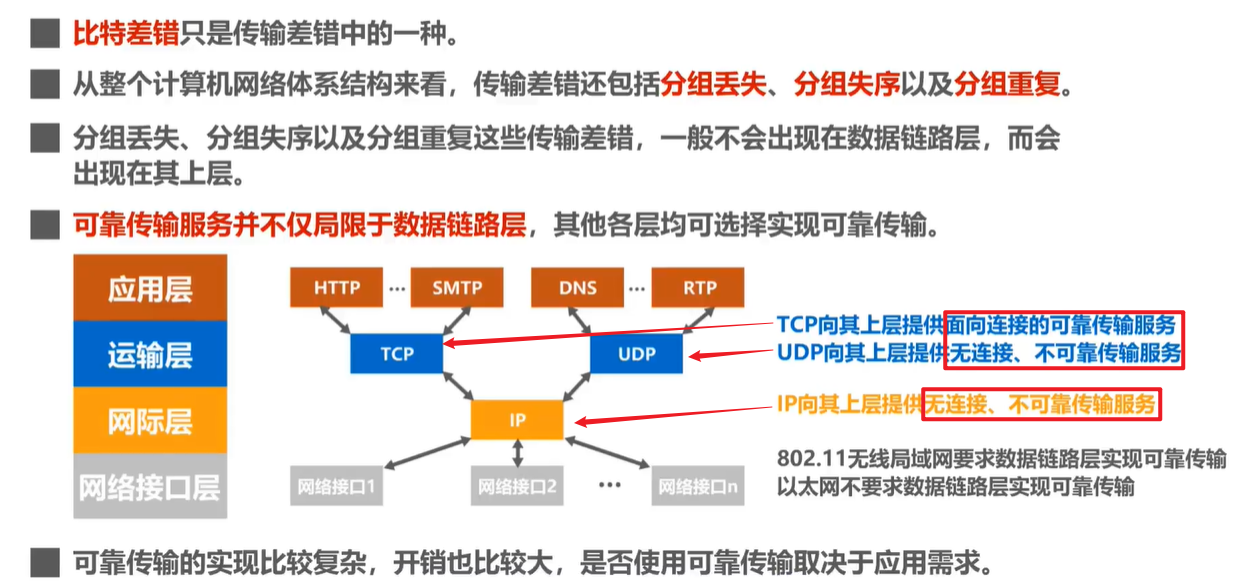 比特差错只是传输差错中的一种。
从整个计算机网络体系结构来看，传输差错还包括分组丢失、分组失序以及分组重复。
分组丢失、分组失序以及分组重复这些传输差错，一般不会出现在数据链路层，而会
出现在其上层。
可靠传输服务并不仅局限于数据链路层，其他各层均可选择实现可靠传输。
应用层
HTTP ··· SMTP DNS ··· RTP
运输层
TCP UDP
TCP向其上层提供面向连接的可靠传输服务
UDP向其上层提供无连接、不可靠传输服务
网际层
IP
IP向其上层提供无连接、不可靠传输服务
网络接口层
网络接口1 网络接口2 ··· 网络接口n
802.11无线局域网要求数据链路层实现可靠传输
以太网不要求数据链路层实现可靠传输
可靠传输的实现比较复杂，开销也比较大，是否使用可靠传输取决于应用需求。